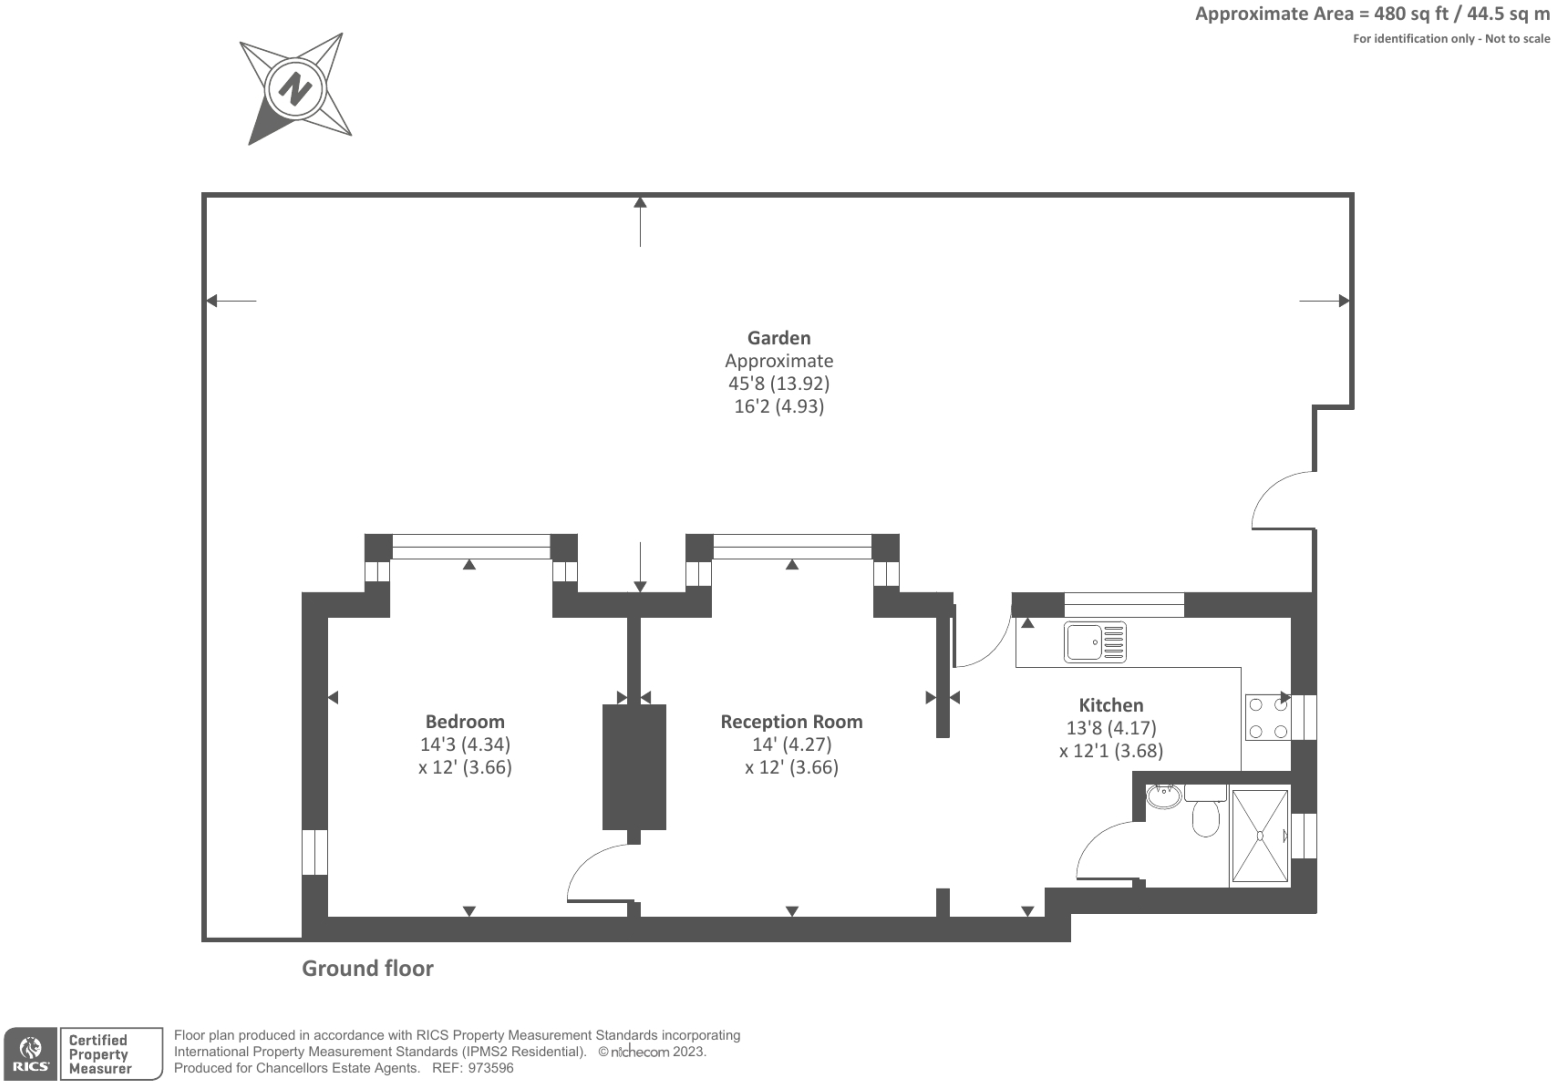 Approximate Area = 480 sq ft / 44.5 sq m
For identification only - Not to scale
N
Garden
Approximate
45'8 (13.92)
16'2 (4.93)
Bedroom
14'3 (4.34)
x 12' (3.66)
Reception Room
14' (4.27)
x 12' (3.66)
Kitchen
13'8 (4.17)
x 12'1 (3.68)
Ground floor
RICS
Certified
Property
Measurer
Floor plan produced in accordance with RICS Property Measurement Standards incorporating
International Property Measurement Standards (IPMS2 Residential). © nichecom 2023.
Produced for Chancellors Estate Agents. REF: 973596